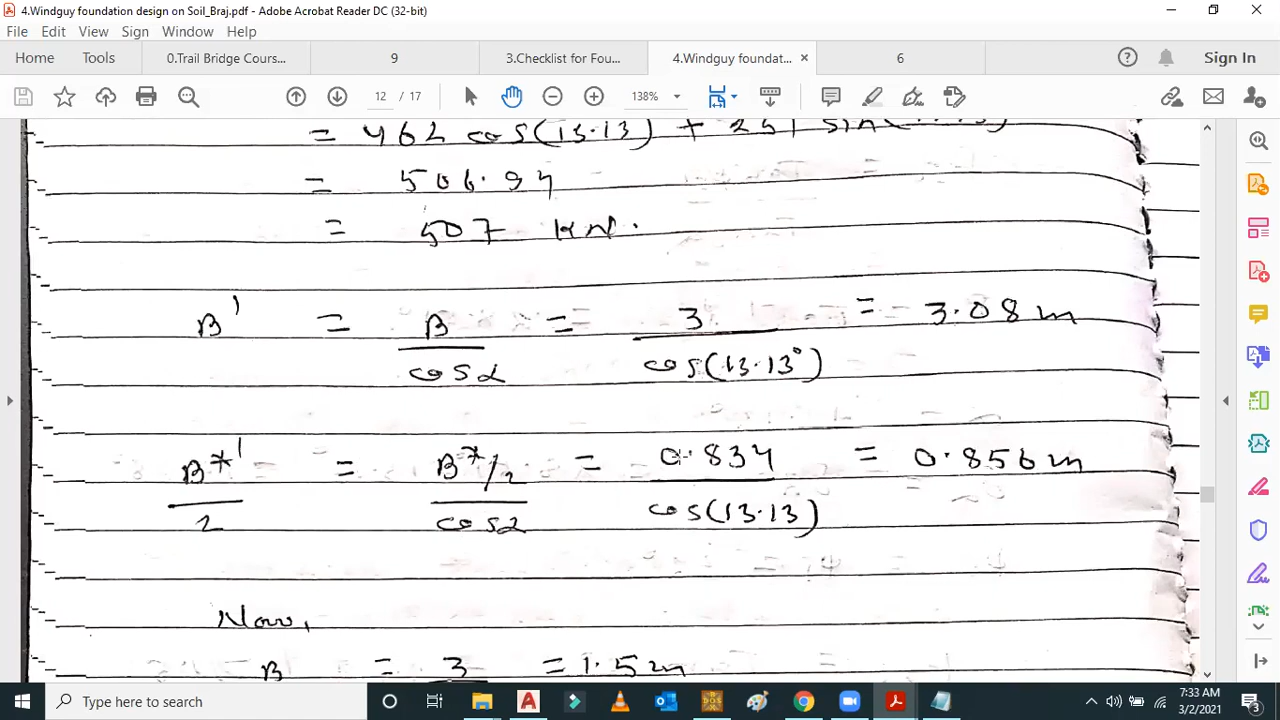 4.Windguy foundation design on Soil_Braj.pdf - Adobe Acrobat Reader DC (32-bit)
File Edit View Sign Window Help
Home Tools 0.Trail Bridge Cours... 9 3.Checklist for Fou... 4.Windguy foundat... × 6 Sign In
12 / 17 138%
= 462 cos(13.13) +
= 506.94
= 507 kN.
B' = B / cosα = 3 / cos(13.13°) = 3.08 m
B*' / 2 = B*/2 / cosα = 0.834 / cos(13.13) = 0.856 m
Now,
B = 3 = 1.5 m
Type here to search
7:33 AM
3/2/2021